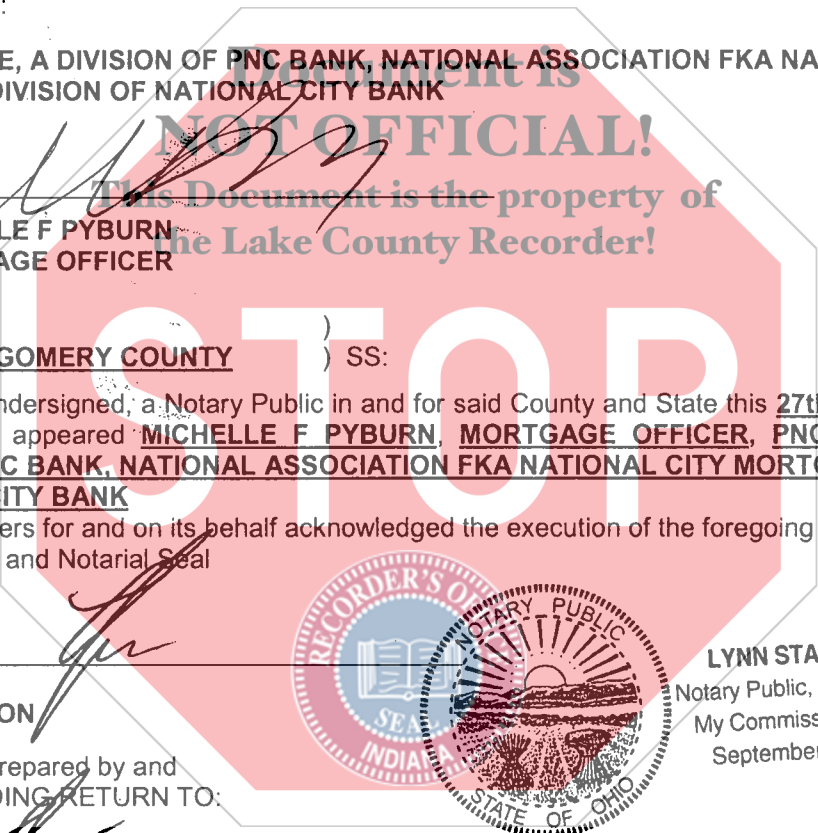 E, A DIVISION OF PNC BANK, NATIONAL ASSOCIATION FKA NA
DIVISION OF NATIONAL CITY BANK
Document is
NOT OFFICIAL!
This Document is the property of
the Lake County Recorder!
LE F PYBURN
AGE OFFICER
STOP
)
GOMERY COUNTY ) SS:
ndersigned, a Notary Public in and for said County and State this 27th
appeared MICHELLE F PYBURN, MORTGAGE OFFICER, PNC
C BANK, NATIONAL ASSOCIATION FKA NATIONAL CITY MORTG
CITY BANK
ers for and on its behalf acknowledged the execution of the foregoing
and Notarial Seal
RECORDER'S OF
SEAL
INDIANA
NOTARY PUBLIC
STATE OF OHIO
LYNN STA
Notary Public,
My Commiss
September
ON
repared by and
DING RETURN TO: